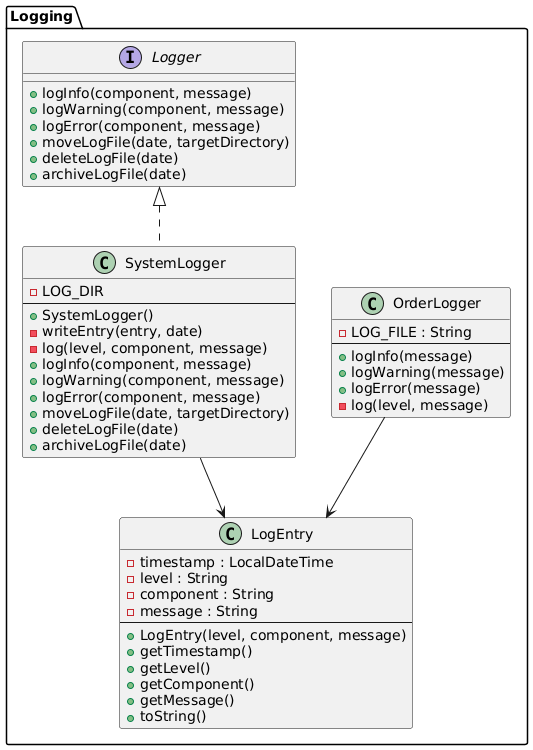 Logging
I Logger
logInfo(component, message)
logWarning(component, message)
logError(component, message)
moveLogFile(date, targetDirectory)
deleteLogFile(date)
archiveLogFile(date)
C SystemLogger
LOG_DIR
SystemLogger()
writeEntry(entry, date)
log(level, component, message)
logInfo(component, message)
logWarning(component, message)
logError(component, message)
moveLogFile(date, targetDirectory)
deleteLogFile(date)
archiveLogFile(date)
C OrderLogger
LOG_FILE : String
logInfo(message)
logWarning(message)
logError(message)
log(level, message)
C LogEntry
timestamp : LocalDateTime
level : String
component : String
message : String
LogEntry(level, component, message)
getTimestamp()
getLevel()
getComponent()
getMessage()
toString()